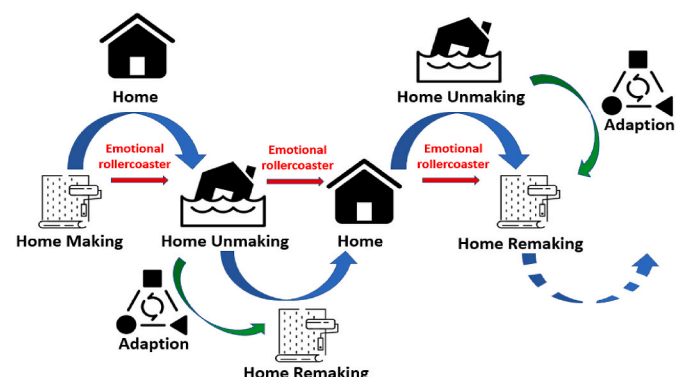 Home
Home Unmaking
Adaption
Emotional
rollercoaster
Emotional
rollercoaster
Emotional
rollercoaster
Home Making
Home Unmaking
Home
Home Remaking
Adaption
Home Remaking